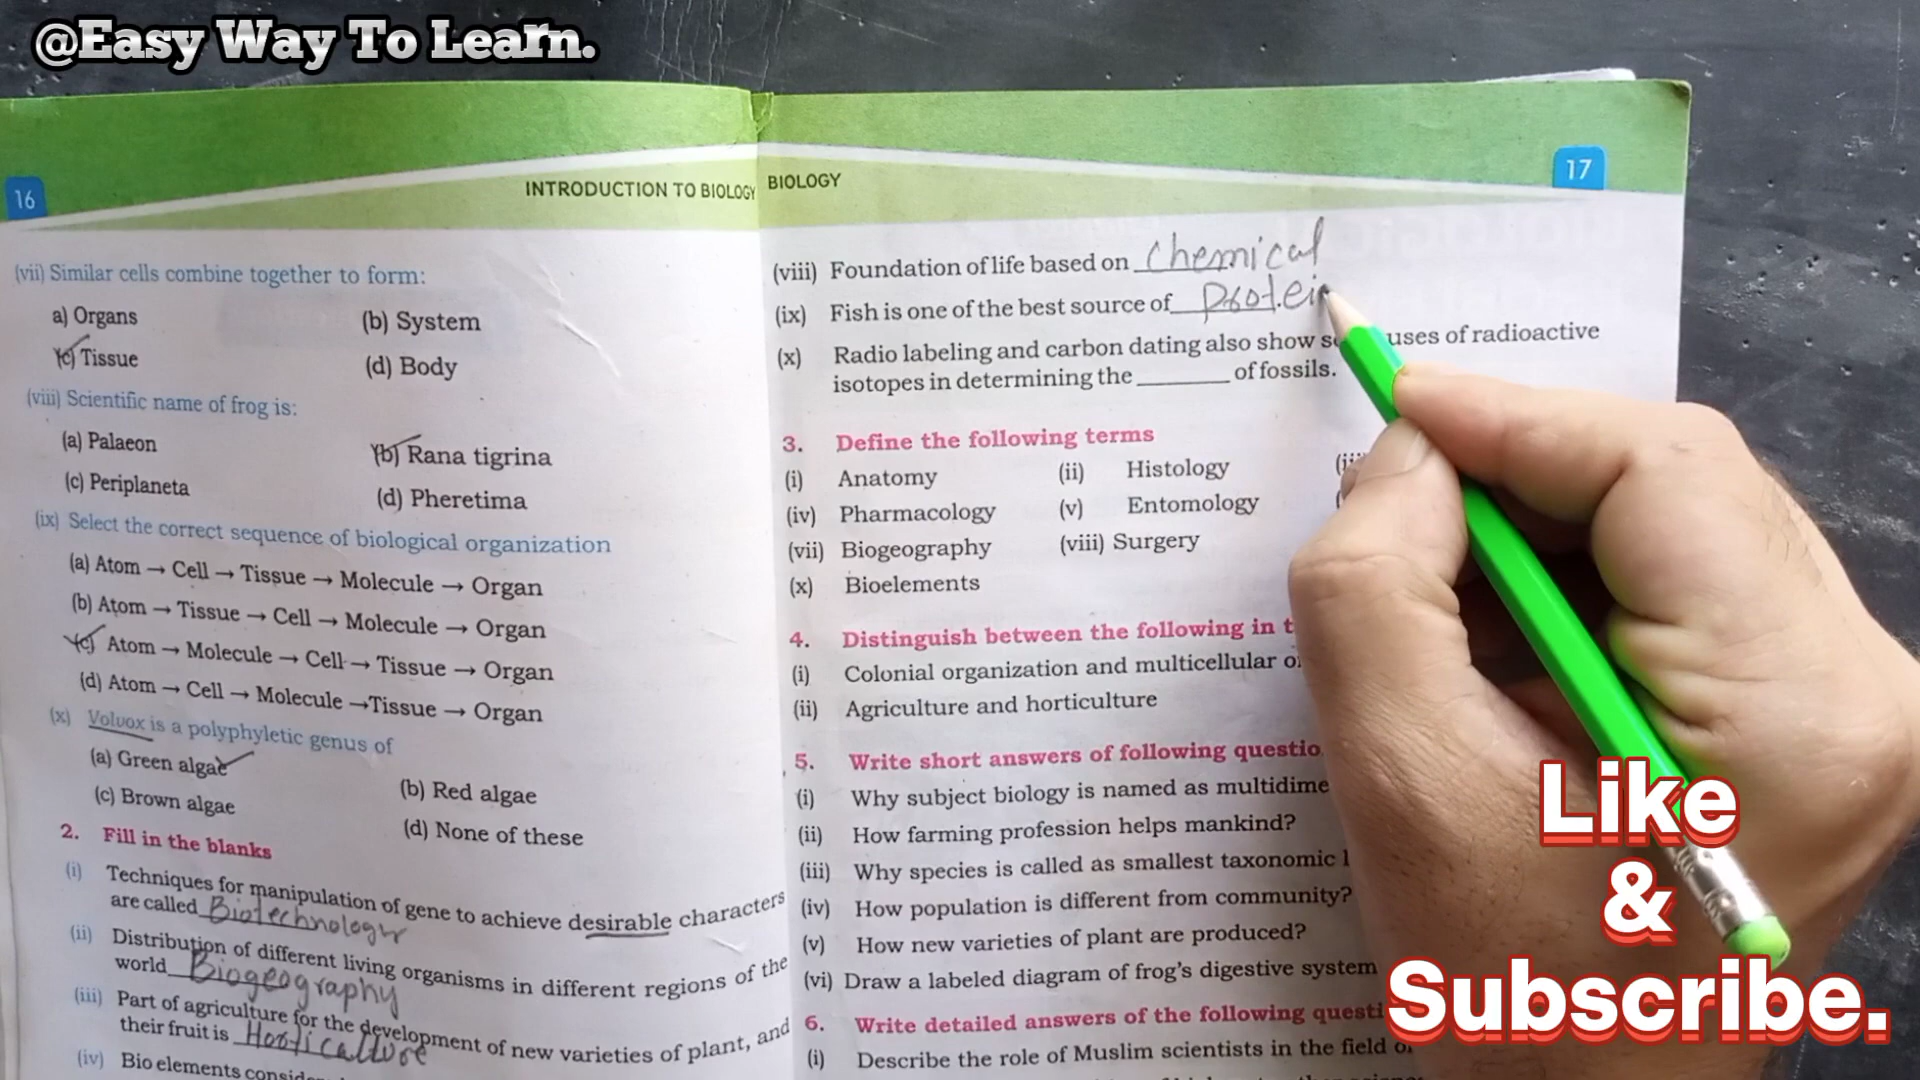 @Easy Way To Learn.
16
INTRODUCTION TO BIOLOGY
(vii) Similar cells combine together to form:
a) Organs
(b) System
(c) Tissue
(d) Body
(viii) Scientific name of frog is:
(a) Palaeon
(b) Rana tigrina
(c) Periplaneta
(d) Pheretima
(ix) Select the correct sequence of biological organization
(a) Atom → Cell → Tissue → Molecule → Organ
(b) Atom → Tissue → Cell → Molecule → Organ
(c) Atom → Molecule → Cell → Tissue → Organ
(d) Atom → Cell → Molecule →Tissue → Organ
(x) Volvox is a polyphyletic genus of
(a) Green algae
(b) Red algae
(c) Brown algae
(d) None of these
2. Fill in the blanks
(i) Techniques for manipulation of gene to achieve desirable characters
are called Biotechnology
(ii) Distribution of different living organisms in different regions of the
world Biogeography
(iii) Part of agriculture for the development of new varieties of plant, and
their fruit is Horticulture
(iv) Bio elements
BIOLOGY
17
(viii) Foundation of life based on chemical
(ix) Fish is one of the best source of Protein
(x) Radio labeling and carbon dating also show uses of radioactive
isotopes in determining the ________ of fossils.
3. Define the following terms
(i) Anatomy (ii) Histology
(iv) Pharmacology (v) Entomology
(vii) Biogeography (viii) Surgery
(x) Bioelements
4. Distinguish between the following in
(i) Colonial organization and multicellular
(ii) Agriculture and horticulture
5. Write short answers of following
(i) Why subject biology is named as
(ii) How farming profession helps mankind?
(iii) Why species is called as smallest taxonomic
(iv) How population is different from community?
(v) How new varieties of plant are produced?
(vi) Draw a labeled diagram of frog's digestive system
6. Write detailed answers of the following
(i) Describe the role of Muslim scientists in the field
Like
&
Subscribe.